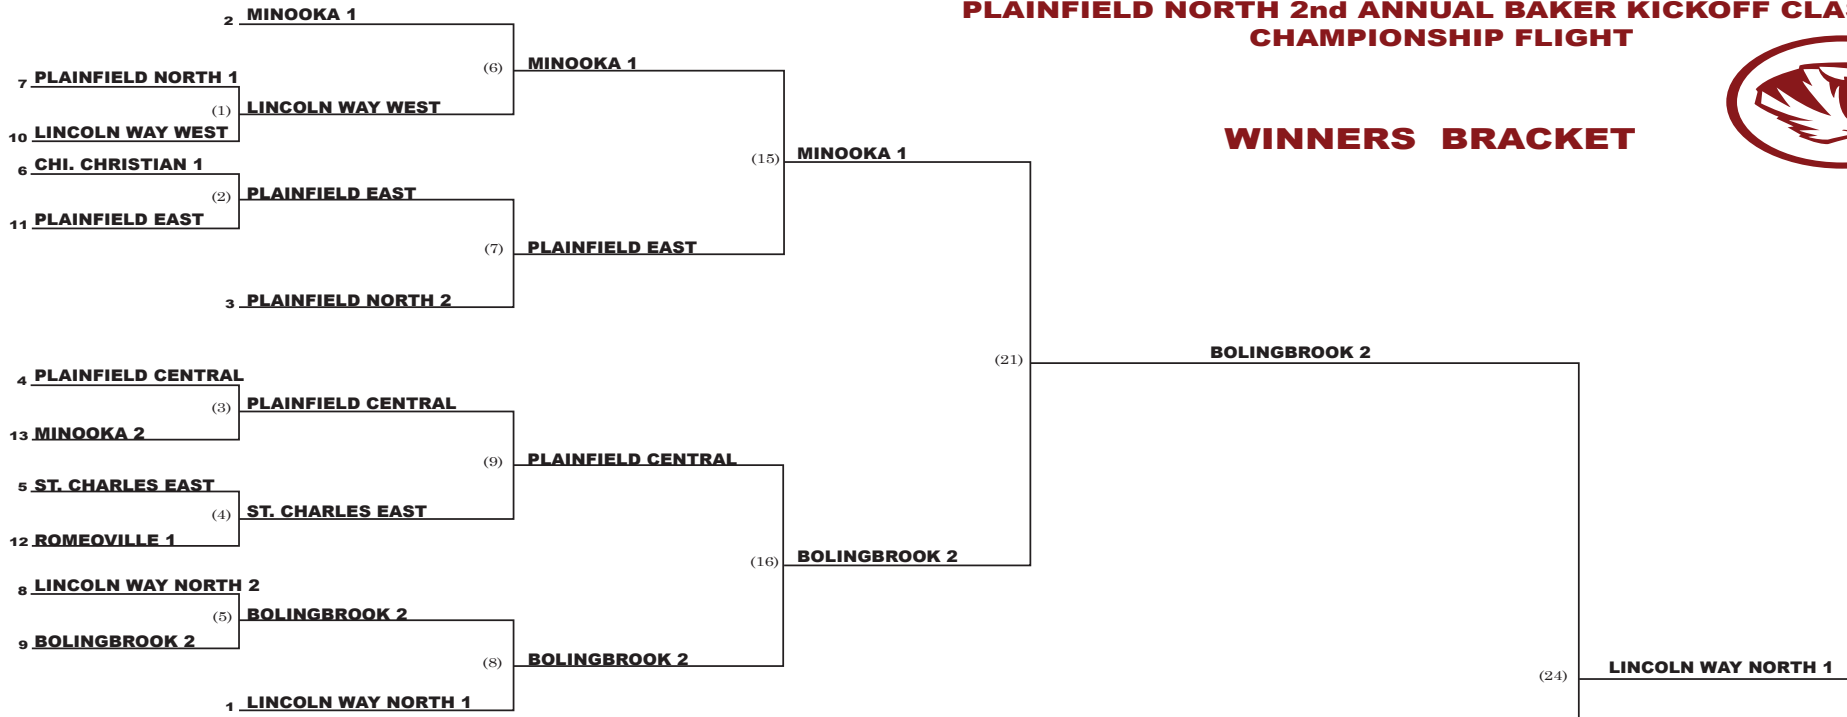 PLAINFIELD NORTH 2nd ANNUAL BAKER KICKOFF CLA
CHAMPIONSHIP FLIGHT
WINNERS BRACKET
2 MINOOKA 1
7 PLAINFIELD NORTH 1
(1) LINCOLN WAY WEST
10 LINCOLN WAY WEST
(6) MINOOKA 1
6 CHI. CHRISTIAN 1
(2) PLAINFIELD EAST
11 PLAINFIELD EAST
(7) PLAINFIELD EAST
3 PLAINFIELD NORTH 2
(15) MINOOKA 1
4 PLAINFIELD CENTRAL
(3) PLAINFIELD CENTRAL
13 MINOOKA 2
(9) PLAINFIELD CENTRAL
5 ST. CHARLES EAST
(4) ST. CHARLES EAST
12 ROMEOVILLE 1
8 LINCOLN WAY NORTH 2
(5) BOLINGBROOK 2
9 BOLINGBROOK 2
(8) BOLINGBROOK 2
1 LINCOLN WAY NORTH 1
(16) BOLINGBROOK 2
(21) BOLINGBROOK 2
(24) LINCOLN WAY NORTH 1